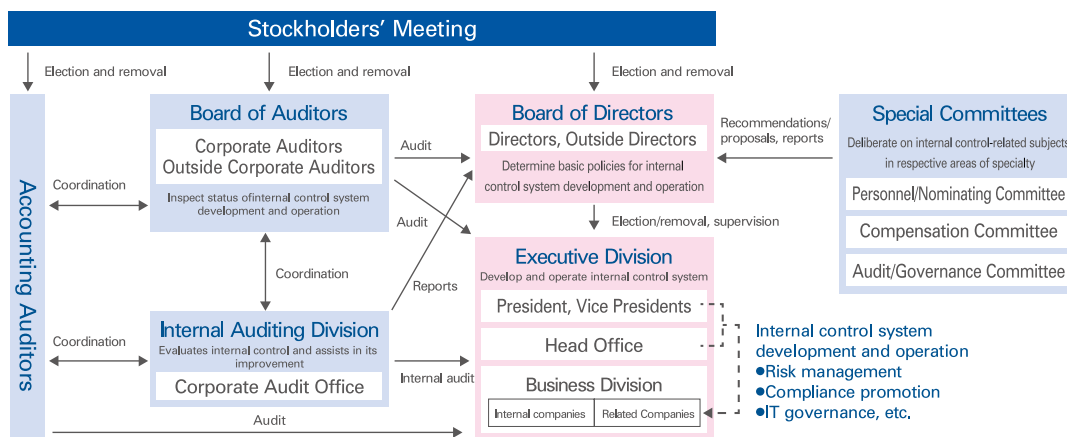 Stockholders' Meeting
Election and removal
Election and removal
Election and removal
Accounting Auditors
Board of Auditors
Corporate Auditors
Outside Corporate Auditors
Inspect status ofinternal control system
development and operation
Coordination
Audit
Audit
Board of Directors
Directors, Outside Directors
Determine basic policies for internal
control system development and operation
Recommendations/
proposals, reports
Special Committees
Deliberate on internal control-related subjects
in respective areas of specialty
Personnel/Nominating Committee
Compensation Committee
Audit/Governance Committee
Election/removal, supervision
Coordination
Reports
Executive Division
Develop and operate internal control system
President, Vice Presidents
Head Office
Business Division
Internal companies
Related Companies
Internal Auditing Division
Evaluates internal control and assists in its
improvement
Corporate Audit Office
Coordination
Internal audit
Audit
Internal control system
development and operation
●Risk management
●Compliance promotion
●IT governance, etc.